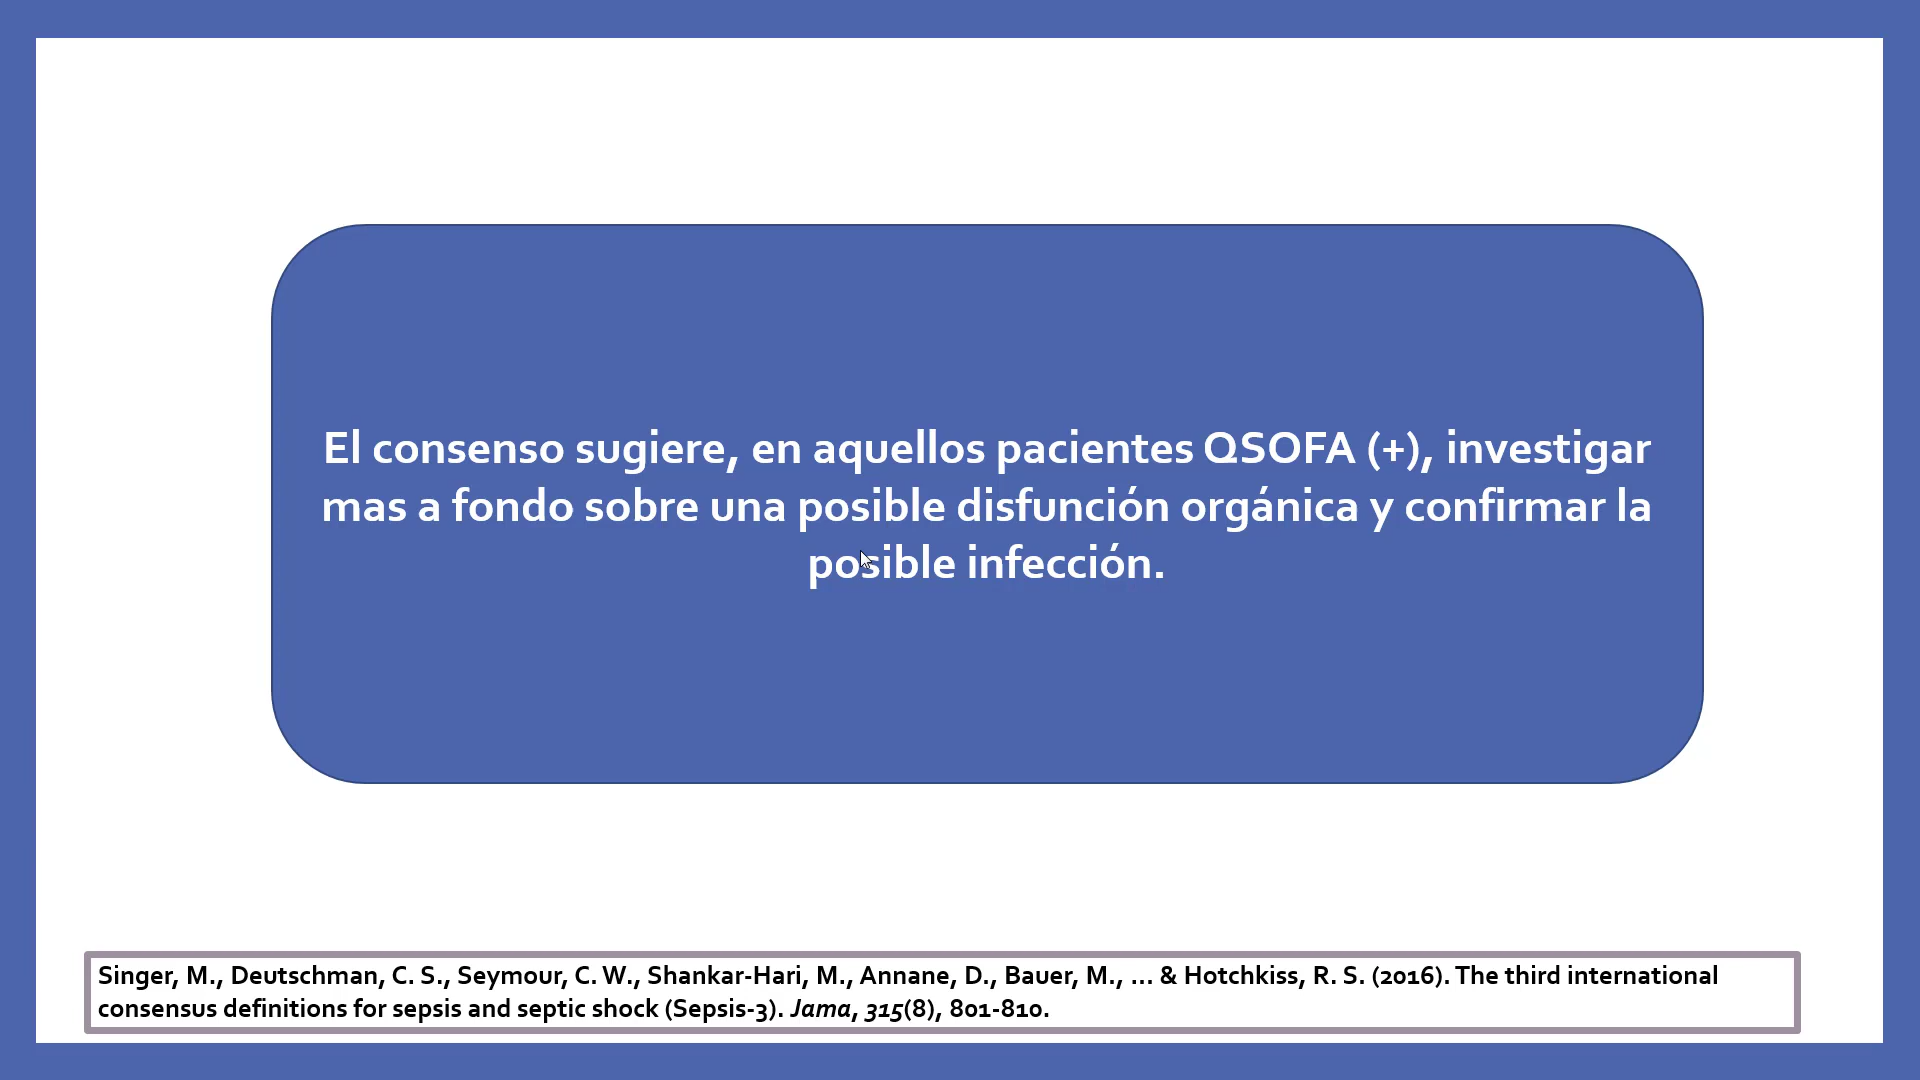 El consenso sugiere, en aquellos pacientes QSOFA (+), investigar
mas a fondo sobre una posible disfunción orgánica y confirmar la
posible infección.
Singer, M., Deutschman, C. S., Seymour, C. W., Shankar-Hari, M., Annane, D., Bauer, M., ... & Hotchkiss, R. S. (2016). The third international
consensus definitions for sepsis and septic shock (Sepsis-3). Jama, 315(8), 801-810.